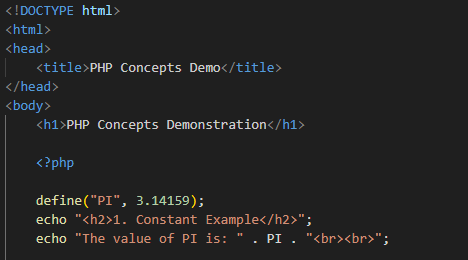 <!DOCTYPE html>
<html>
<head>
    <title>PHP Concepts Demo</title>
</head>
<body>
    <h1>PHP Concepts Demonstration</h1>

    <?php

    define("PI", 3.14159);
    echo "<h2>1. Constant Example</h2>";
    echo "The value of PI is: " . PI . "<br><br>";